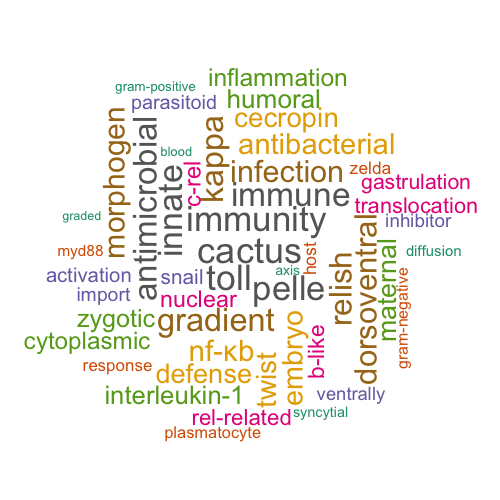 inflammation
gram-positive
parasitoid
humoral
cecropin
morphogen
antimicrobial
kappa
antibacterial
blood
innate
c-rel
infection
zelda
immune
gastrulation
translocation
graded
immunity
inhibitor
dorsoventral
myd88
cactus
host
relish
maternal
diffusion
activation
snail
toll
axis
pelle
gram-negative
import
nuclear
zygotic
gradient
embryo
b-like
cytoplasmic
nf-κb
twist
response
defense
interleukin-1
ventrally
rel-related
syncytial
plasmatocyte